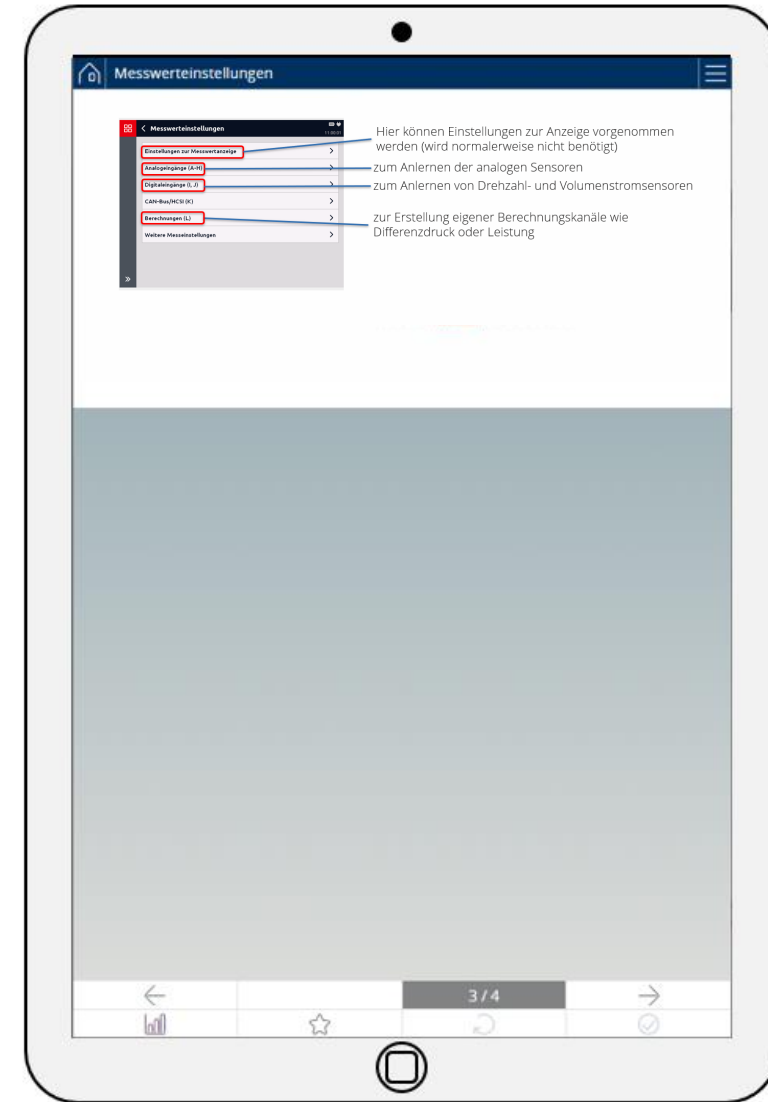 Messwerteinstellungen
Messwerteinstellungen
Einstellungen zur Messwertanzeige
Analogeingänge (A-H)
Digitaleingänge (I, J)
CAN-Bus/HCSI (K)
Berechnungen (L)
Weitere Messeinstellungen
Hier können Einstellungen zur Anzeige vorgenommen
werden (wird normalerweise nicht benötigt)
zum Anlernen der analogen Sensoren
zum Anlernen von Drehzahl- und Volumenstromsensoren
zur Erstellung eigener Berechnungskanäle wie
Differenzdruck oder Leistung
3 / 4